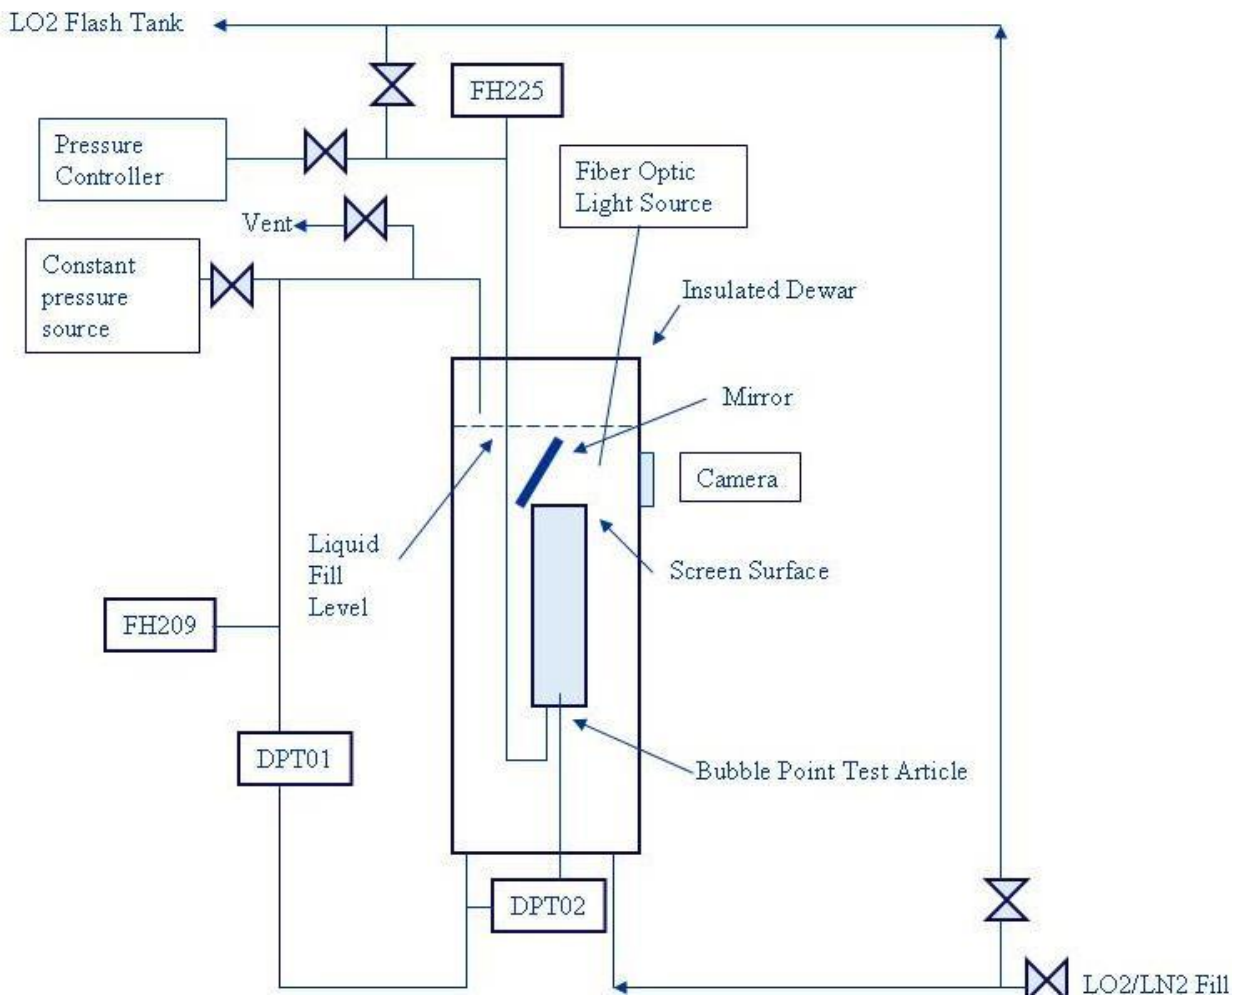 LO2 Flash Tank
FH225
Pressure
Controller
Fiber Optic
Light Source
Vent
Constant
pressure
source
Insulated Dewar
Mirror
Camera
Liquid
Fill
Level
Screen Surface
FH209
DPT01
Bubble Point Test Article
DPT02
LO2/LN2 Fill